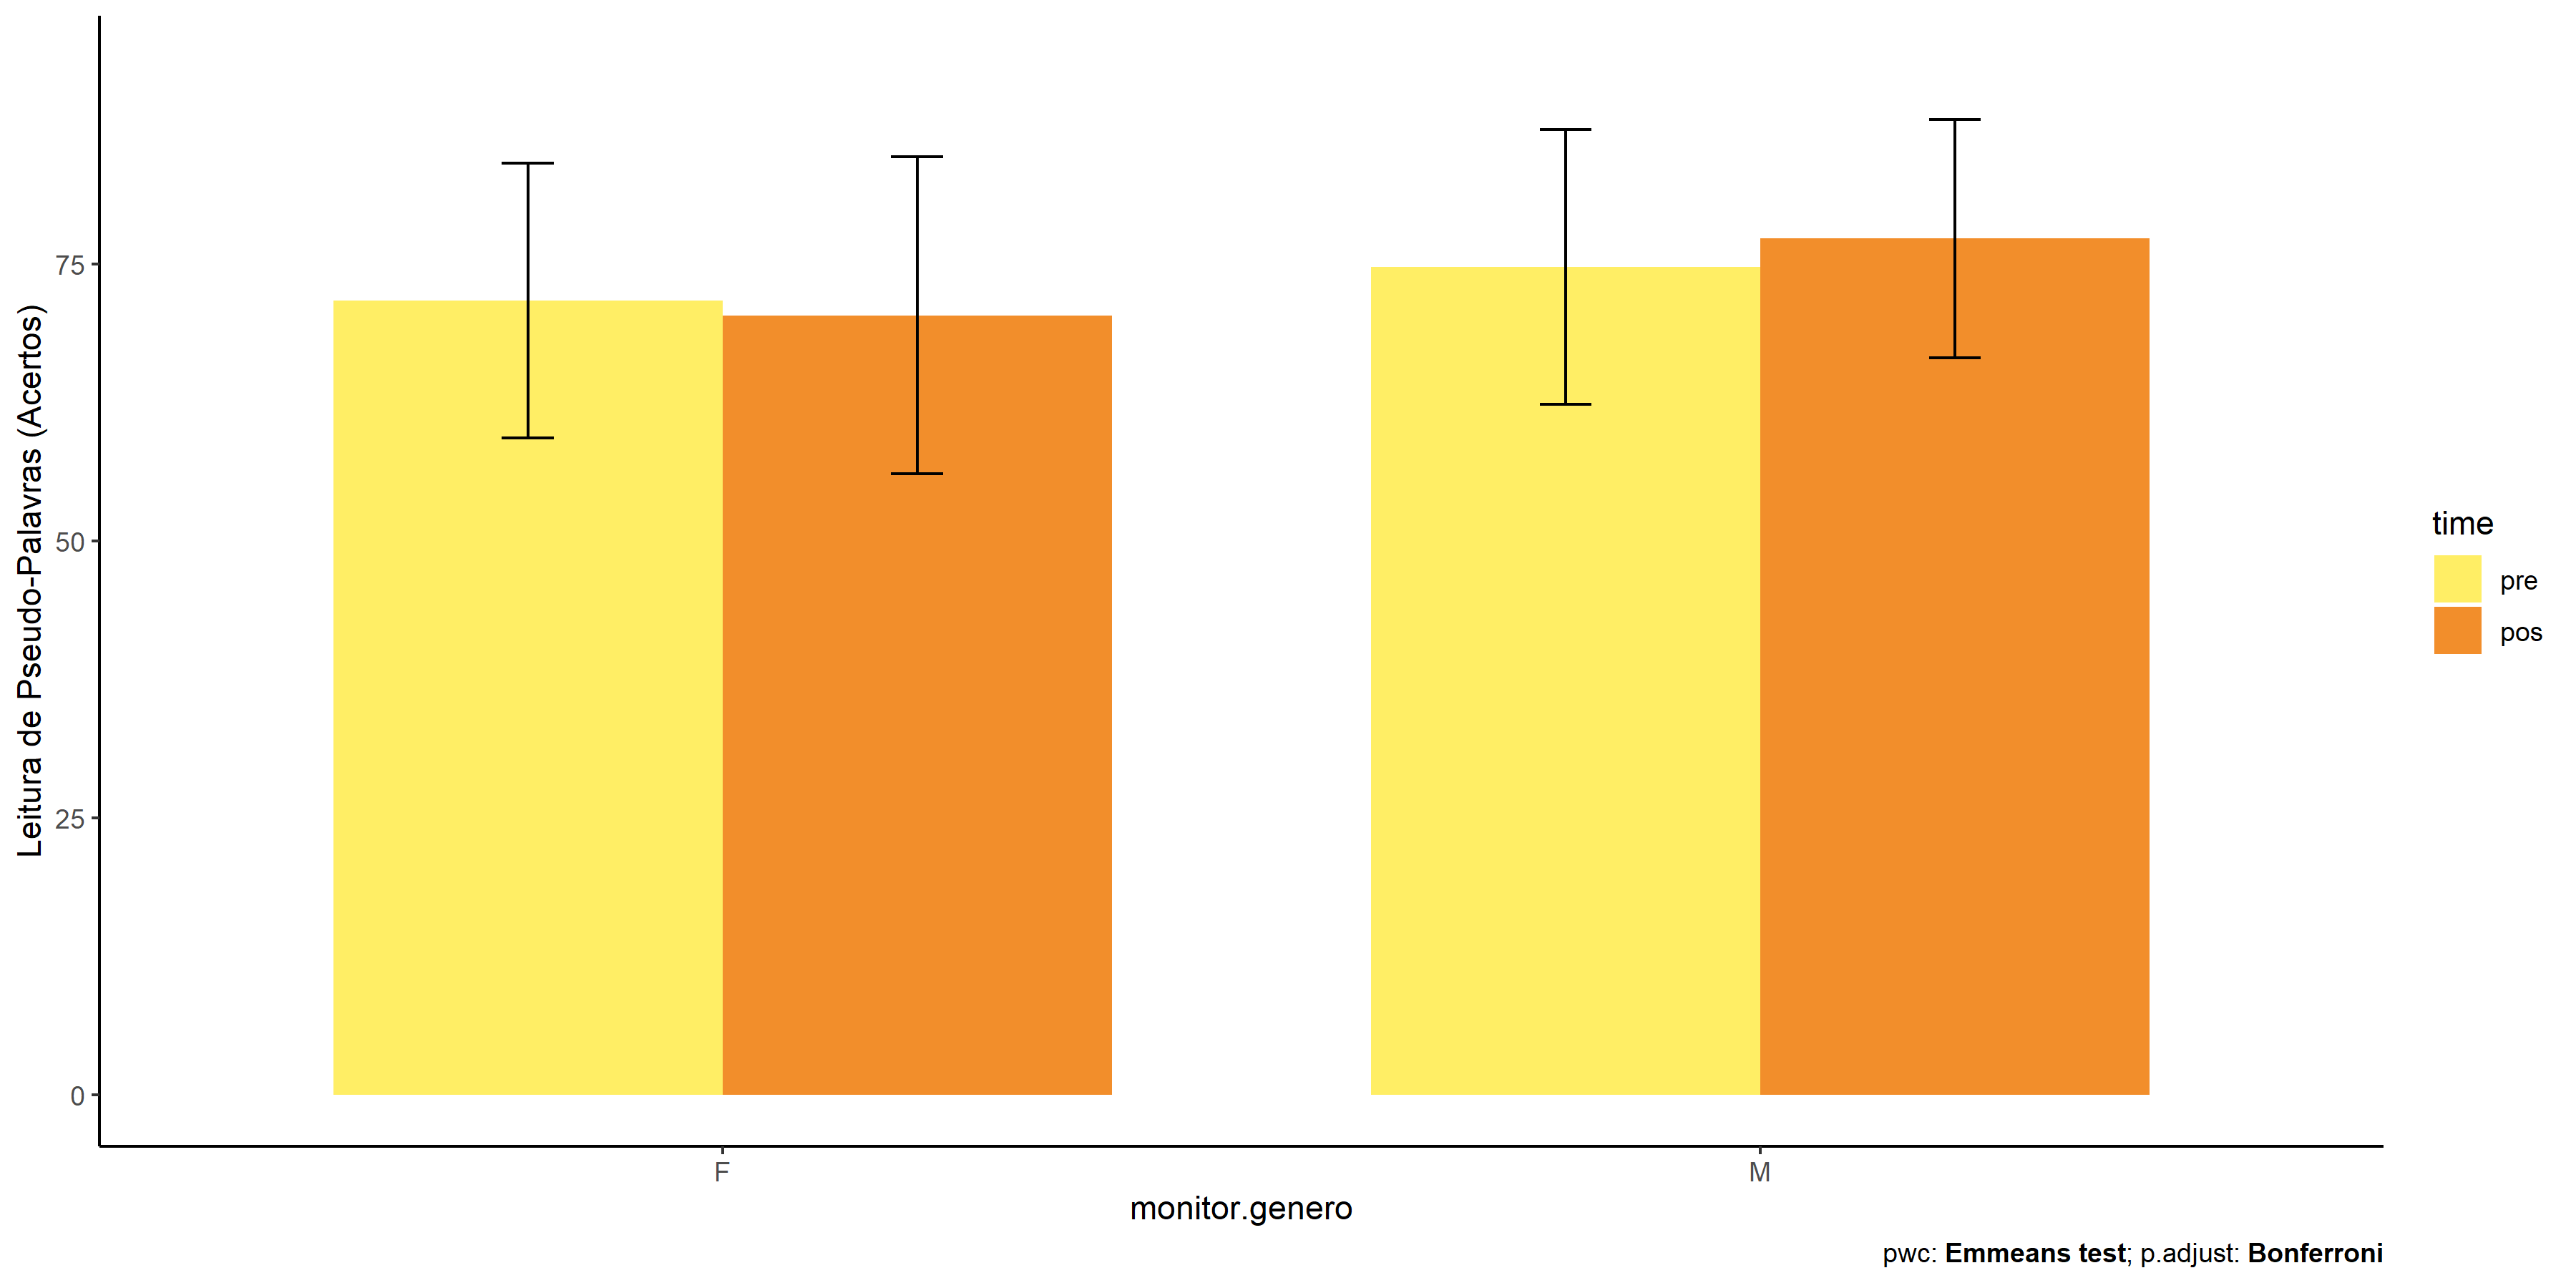 Leitura de Pseudo-Palavras (Acertos)
75
50
25
0
F
M
monitor.genero
time
pre
pos
pwc: Emmeans test; p.adjust: Bonferroni